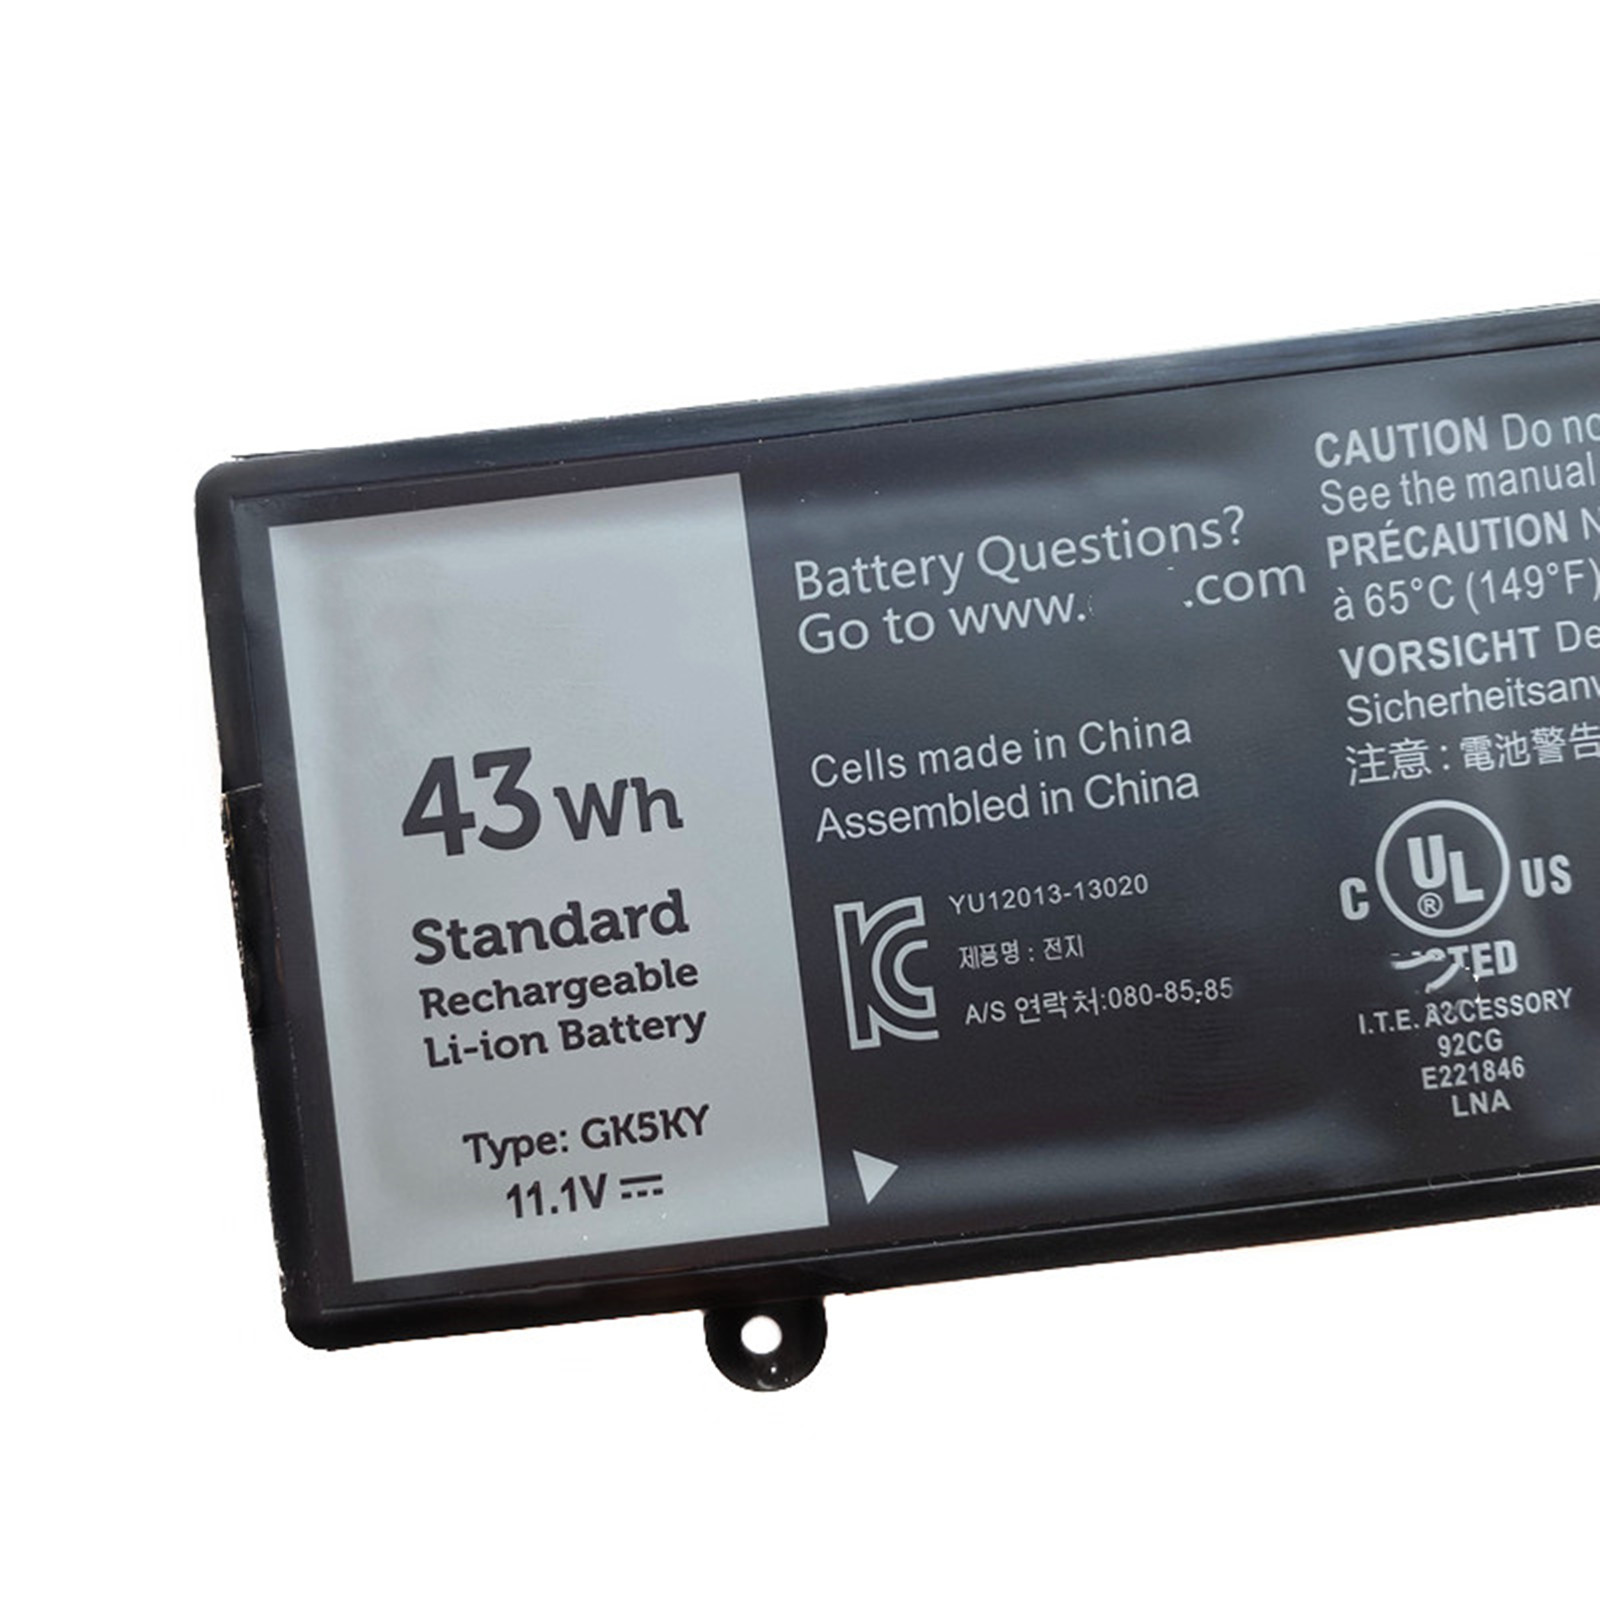 43 Wh
Standard
Rechargeable
Li-ion Battery
Type: GK5KY
11.1V
Battery Questions?
Go to www. .com
Cells made in China
Assembled in China
YU12013-13020
제품명 : 전지
A/S 연락처:080-85-85
CAUTION Do no
See the manual
PRÉCAUTION N
à 65°C (149°F)
VORSICHT De
Sicherheitsanv
注意 : 電池警告
C UL ® US
I.T.E. ACCESSORY
92CG
E221846
LNA